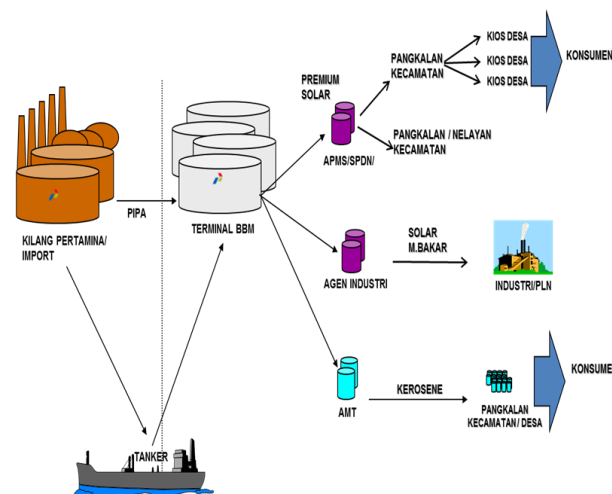 KILANG PERTAMINA/
IMPORT
PIPA
TERMINAL BBM
TANKER
PREMIUM
SOLAR
APMS/SPDN/
PANGKALAN
KECAMATAN
KIOS DESA
KIOS DESA
KIOS DESA
KONSUMEN
PANGKALAN / NELAYAN
KECAMATAN
AGEN INDUSTRI
SOLAR
M.BAKAR
INDUSTRI/PLN
AMT
KEROSENE
PANGKALAN
KECAMATAN/ DESA
KONSUME